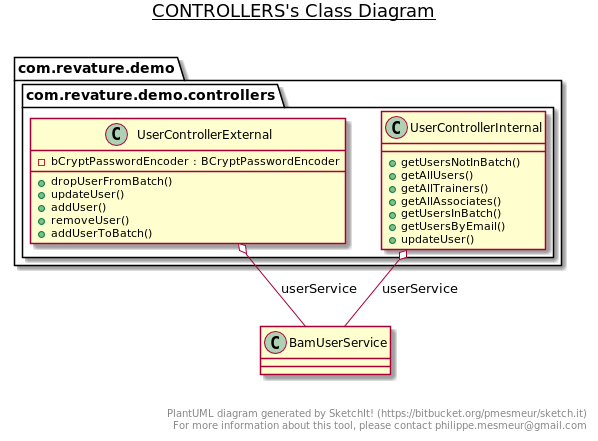 CONTROLLERS's Class Diagram
com.revature.demo
com.revature.demo.controllers
C UserControllerExternal
bCryptPasswordEncoder : BCryptPasswordEncoder
dropUserFromBatch()
updateUser()
addUser()
removeUser()
addUserToBatch()
C UserControllerInternal
getUsersNotInBatch()
getAllUsers()
getAllTrainers()
getAllAssociates()
getUsersInBatch()
getUsersByEmail()
updateUser()
userService
userService
C BamUserService
PlantUML diagram generated by SketchIt! (https://bitbucket.org/pmesmeur/sketch.it)
For more information about this tool, please contact philippe.mesmeur@gmail.com